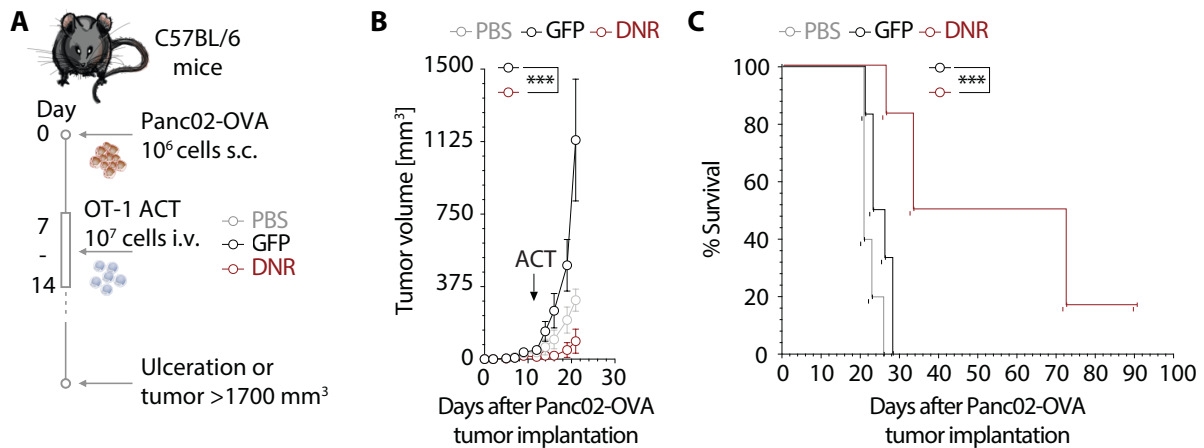 A
C57BL/6
mice
Day
0
Panc02-OVA
10⁶ cells s.c.
OT-1 ACT
10⁷ cells i.v.
7
-
14
PBS
GFP
DNR
Ulceration or
tumor >1700 mm³
B
PBS GFP DNR
***
Tumor volume [mm³]
1500
1125
750
375
0
ACT
0 10 20 30
Days after Panc02-OVA
tumor implantation
C
PBS GFP DNR
***
% Survival
100
80
60
40
20
0
0 10 20 30 40 50 60 70 80 90 100
Days after Panc02-OVA
tumor implantation